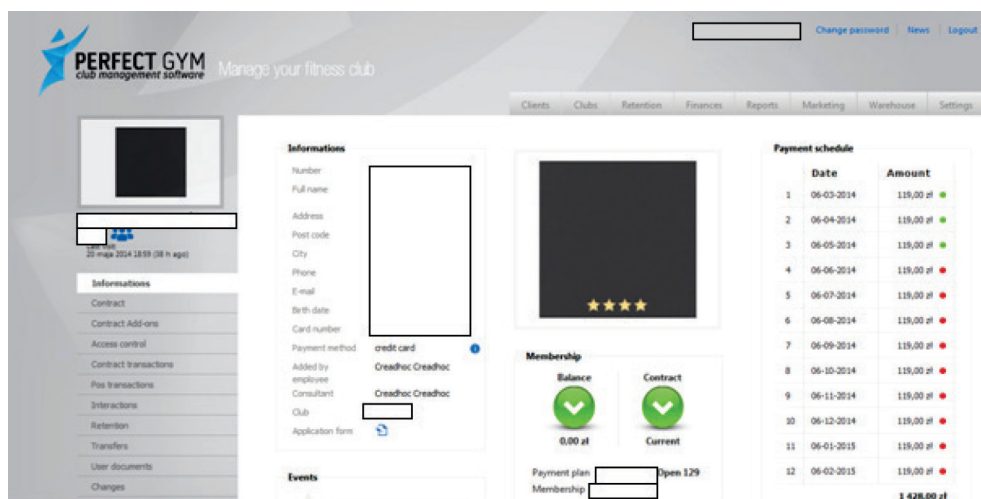 Change password News Logout
PERFECT GYM
club management software
Manage your fitness club
Clients Clubs Retention Finances Reports Marketing Warehouse Settings
20 maja 2014 18:59 (38 h ago)
Informations
Contract
Contract Add-ons
Access control
Contract transactions
Pos transactions
Interactions
Retention
Transfers
User documents
Changes
Informations
Number
Full name
Address
Post code
City
Phone
E-mail
Birth date
Card number
Payment method credit card
Added by employee Creadhoc Creadhoc
Consultant Creadhoc Creadhoc
Club
Application form
Events
Membership
Balance Contract
0,00 zł Current
Payment plan Open 129
Membership
Payment schedule
Date Amount
1 06-03-2014 119,00 zł
2 06-04-2014 119,00 zł
3 06-05-2014 119,00 zł
4 06-06-2014 119,00 zł
5 06-07-2014 119,00 zł
6 06-08-2014 119,00 zł
7 06-09-2014 119,00 zł
8 06-10-2014 119,00 zł
9 06-11-2014 119,00 zł
10 06-12-2014 119,00 zł
11 06-01-2015 119,00 zł
12 06-02-2015 119,00 zł
1 428,00 zł